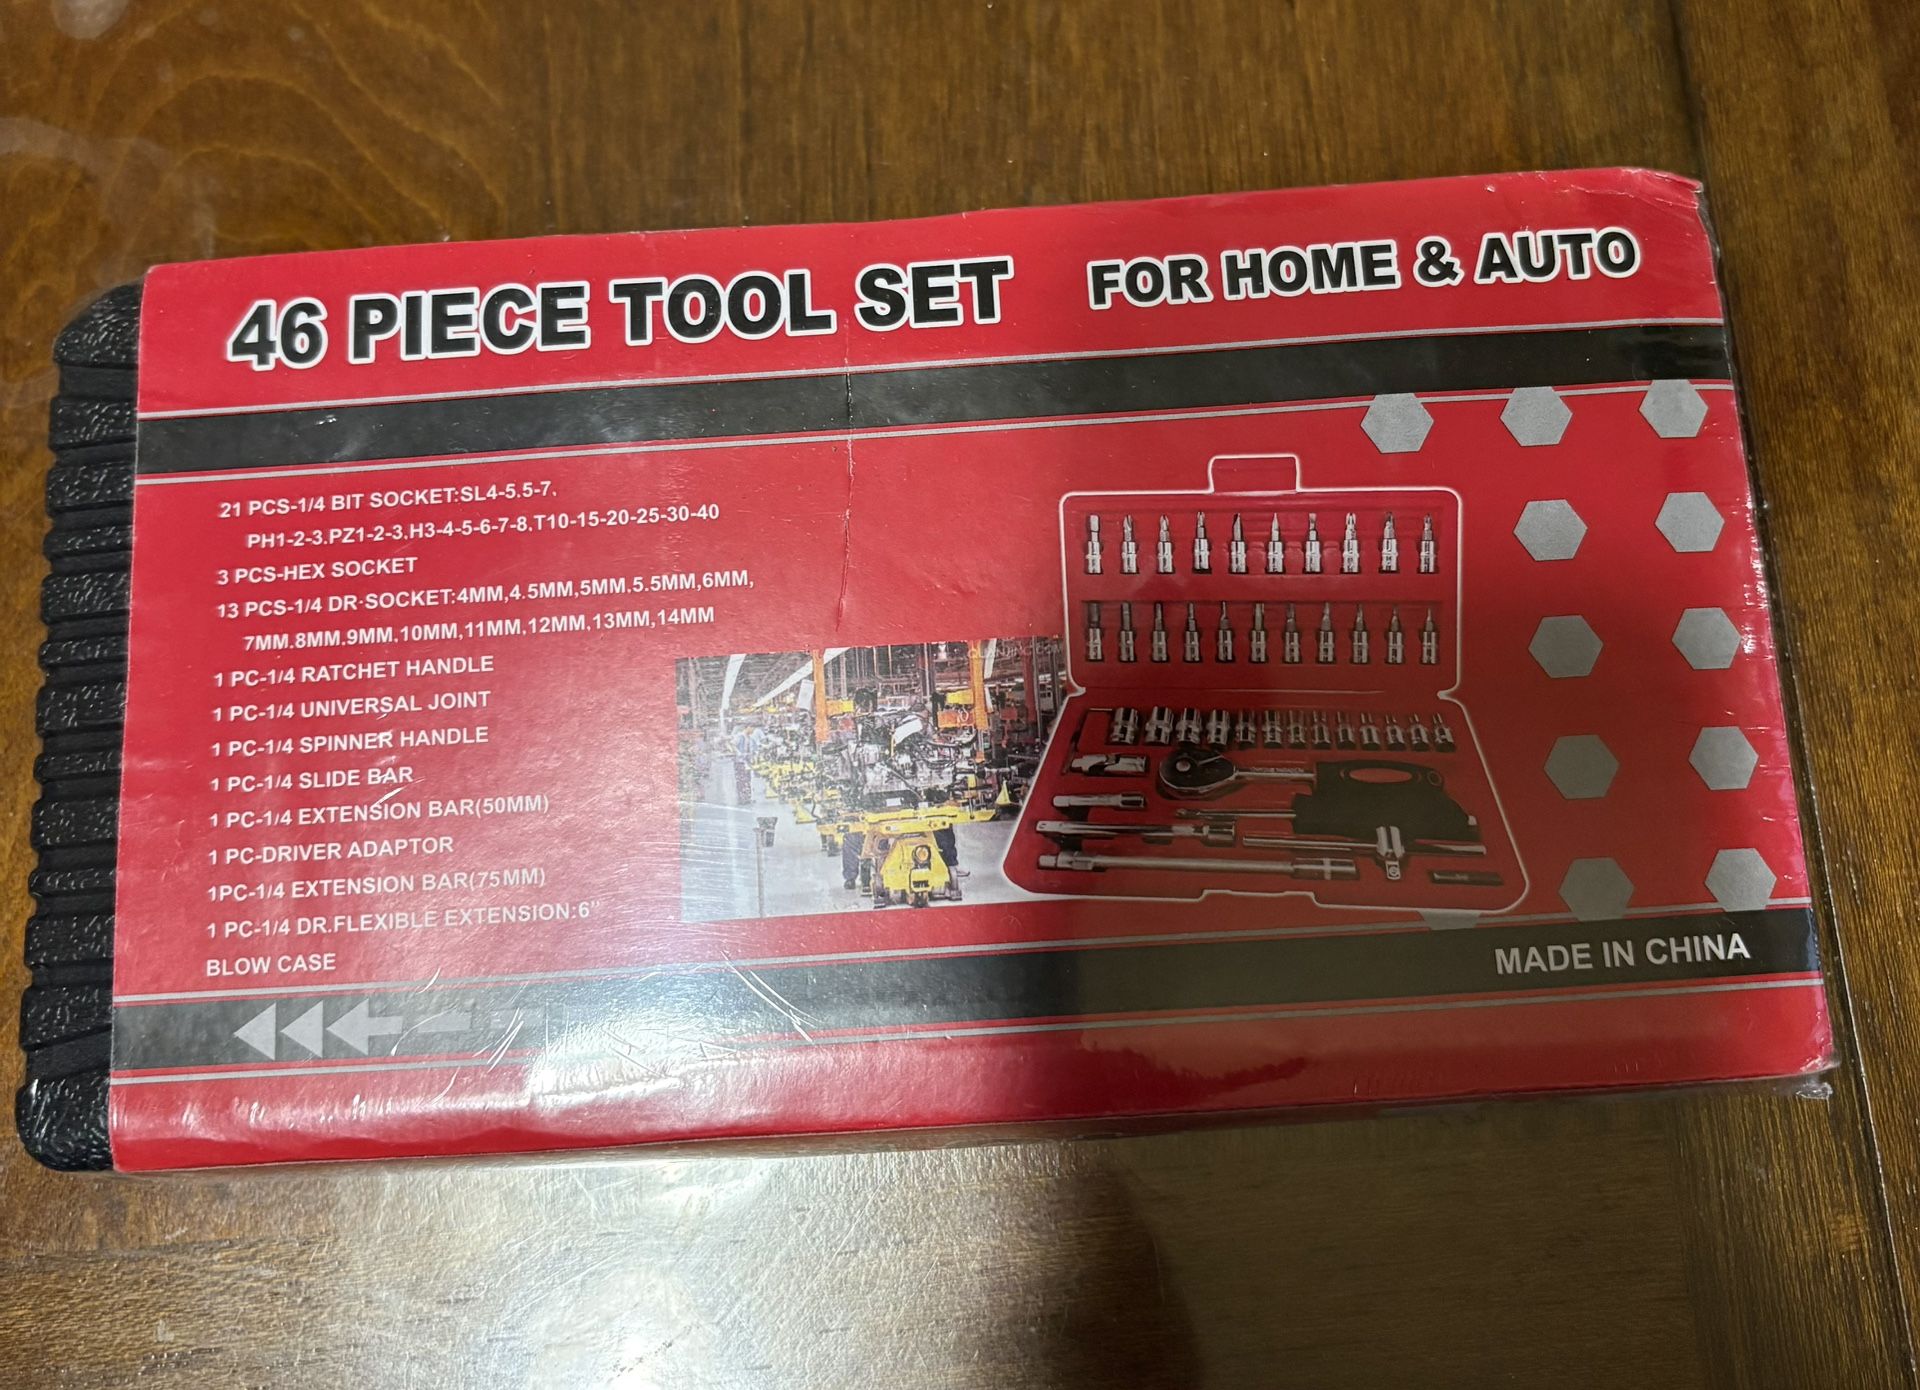 46 PIECE TOOL SET FOR HOME & AUTO
21 PCS-1/4 BIT SOCKET:SL4-5.5-7,
PH1-2-3.PZ1-2-3,H3-4-5-6-7-8,T10-15-20-25-30-40
3 PCS-HEX SOCKET
13 PCS-1/4 DR·SOCKET:4MM,4.5MM,5MM,5.5MM,6MM,
7MM.8MM.9MM,10MM,11MM,12MM,13MM,14MM
1 PC-1/4 RATCHET HANDLE
1 PC-1/4 UNIVERSAL JOINT
1 PC-1/4 SPINNER HANDLE
1 PC-1/4 SLIDE BAR
1 PC-1/4 EXTENSION BAR(50MM)
1 PC-DRIVER ADAPTOR
1PC-1/4 EXTENSION BAR(75MM)
1 PC-1/4 DR.FLEXIBLE EXTENSION:6"
BLOW CASE
MADE IN CHINA